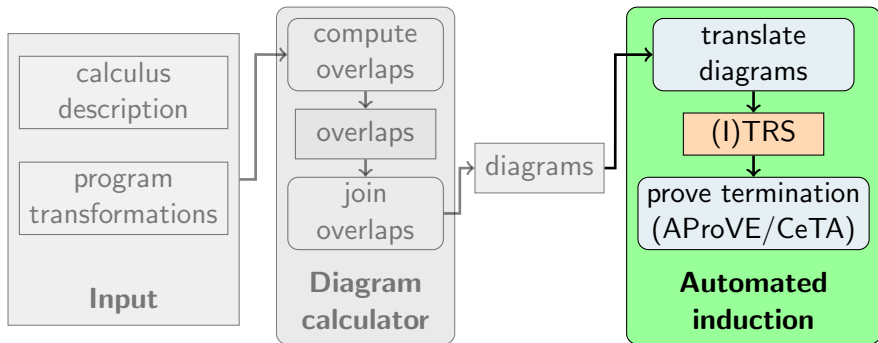 calculus
description
program
transformations
Input
compute
overlaps
overlaps
join
overlaps
Diagram
calculator
diagrams
translate
diagrams
(I)TRS
prove termination
(AProVE/CeTA)
Automated
induction